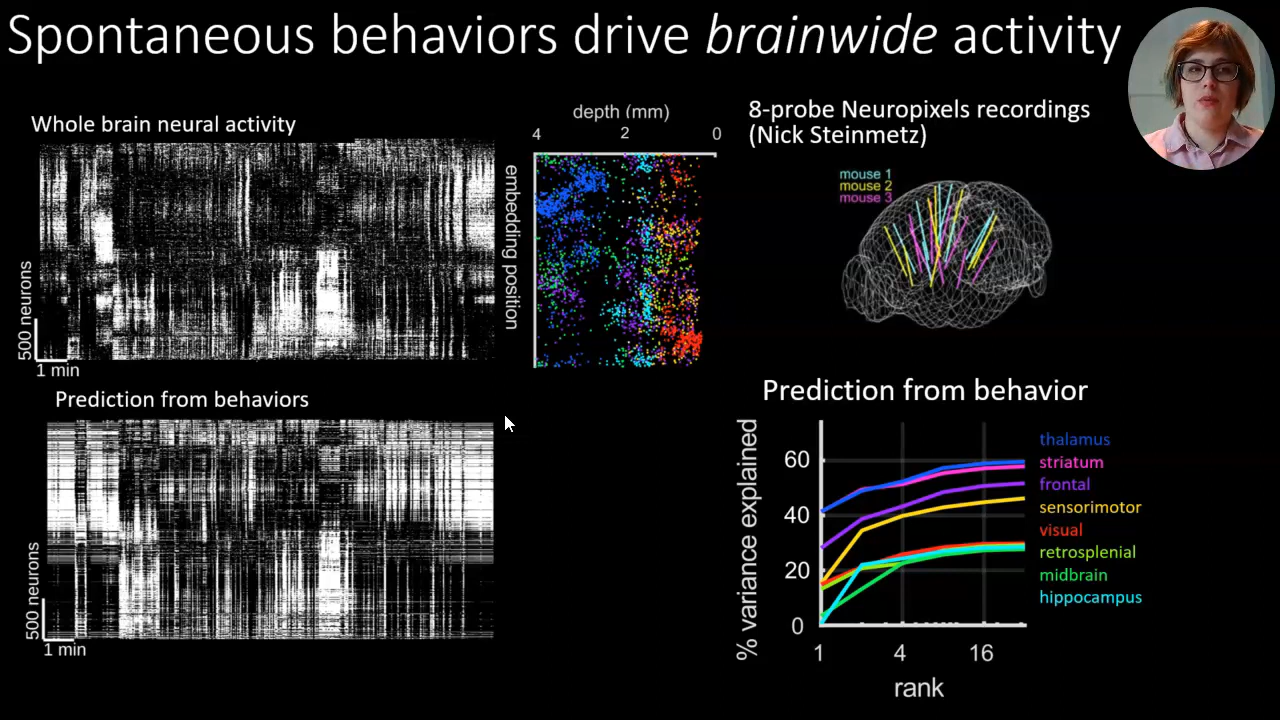 Spontaneous behaviors drive brainwide activity
Whole brain neural activity
500 neurons
1 min
depth (mm)
4 2 0
embedding position
8-probe Neuropixels recordings
(Nick Steinmetz)
mouse 1
mouse 2
mouse 3
Prediction from behaviors
500 neurons
1 min
Prediction from behavior
% variance explained
60
40
20
0
1 4 16
rank
thalamus
striatum
frontal
sensorimotor
visual
retrosplenial
midbrain
hippocampus